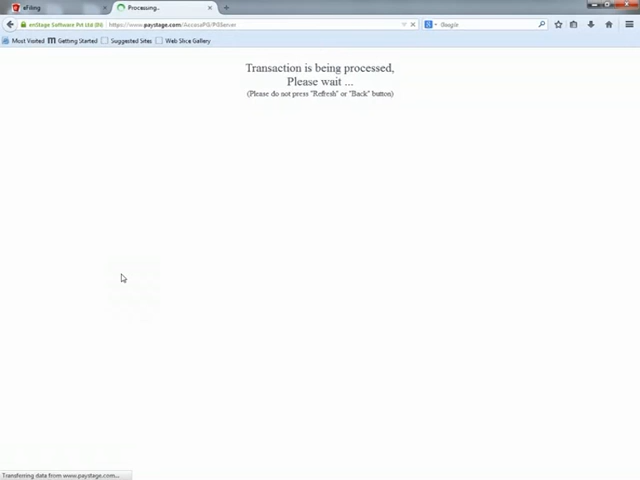 eFiling
Processing..
enStage Software Pvt Ltd (IN)
https://www.paystage.com/AccosaPG/PGServer
Google
Most Visited
Getting Started
Suggested Sites
Web Slice Gallery
Transaction is being processed,
Please wait ...
(Please do not press "Refresh" or "Back" button)
Transferring data from www.paystage.com...